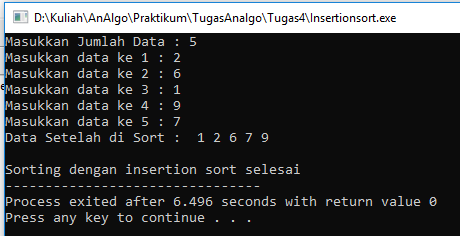 D:\Kuliah\AnAlgo\Praktikum\TugasAnalgo\Tugas4\Insertionsort.exe
Masukkan Jumlah Data : 5
Masukkan data ke 1 : 2
Masukkan data ke 2 : 6
Masukkan data ke 3 : 1
Masukkan data ke 4 : 9
Masukkan data ke 5 : 7
Data Setelah di Sort :  1 2 6 7 9
Sorting dengan insertion sort selesai
--------------------------------
Process exited after 6.496 seconds with return value 0
Press any key to continue . . .